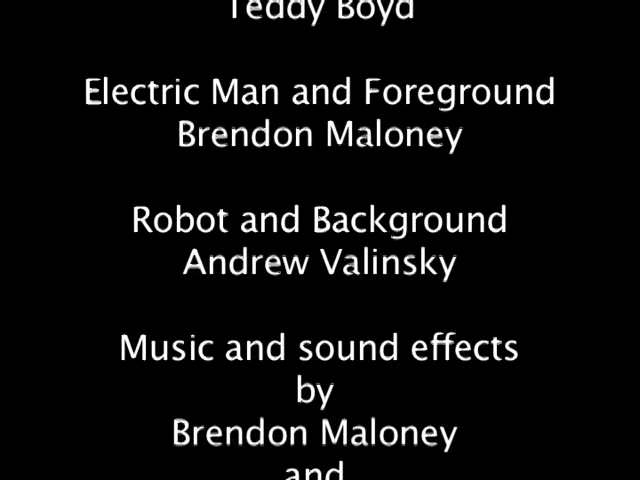 Teddy Boyd
Electric Man and Foreground
Brendon Maloney
Robot and Background
Andrew Valinsky
Music and sound effects
by
Brendon Maloney
and